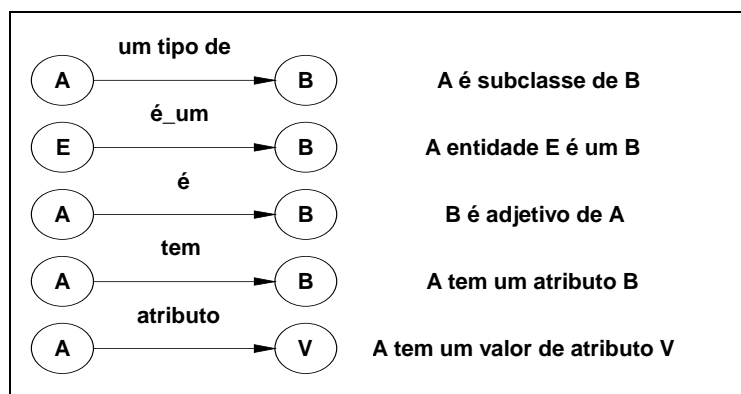 um tipo de
A B A é subclasse de B
é_um
E B A entidade E é um B
é
A B B é adjetivo de A
tem
A B A tem um atributo B
atributo
A V A tem um valor de atributo V